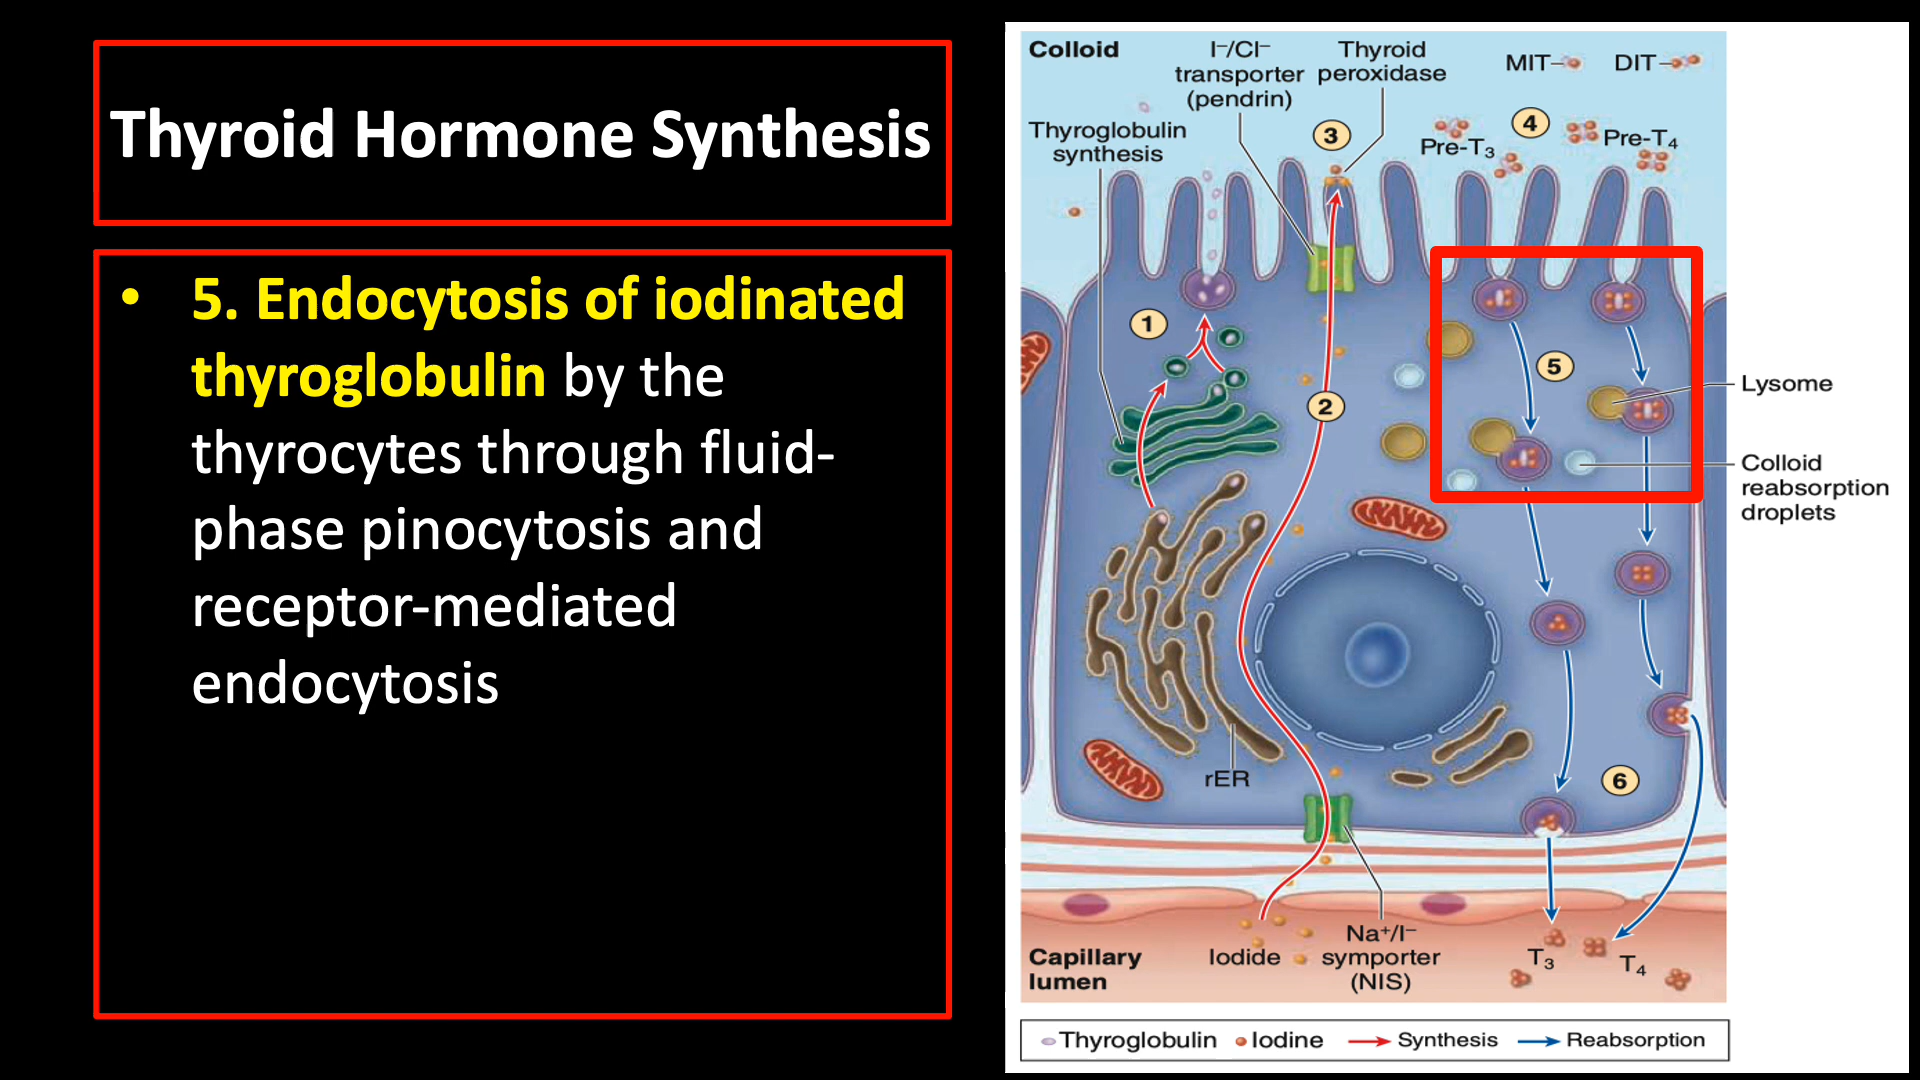 Thyroid Hormone Synthesis
• 5. Endocytosis of iodinated
thyroglobulin by the
thyrocytes through fluid-
phase pinocytosis and
receptor-mediated
endocytosis
Colloid
I⁻/Cl⁻
transporter
(pendrin)
Thyroid
peroxidase
MIT
DIT
Thyroglobulin
synthesis
3
4
Pre-T₃
Pre-T₄
1
2
5
Lysome
Colloid
reabsorption
droplets
rER
6
Capillary
lumen
Iodide
Na⁺/I⁻
symporter
(NIS)
T₃
T₄
Thyroglobulin Iodine Synthesis Reabsorption